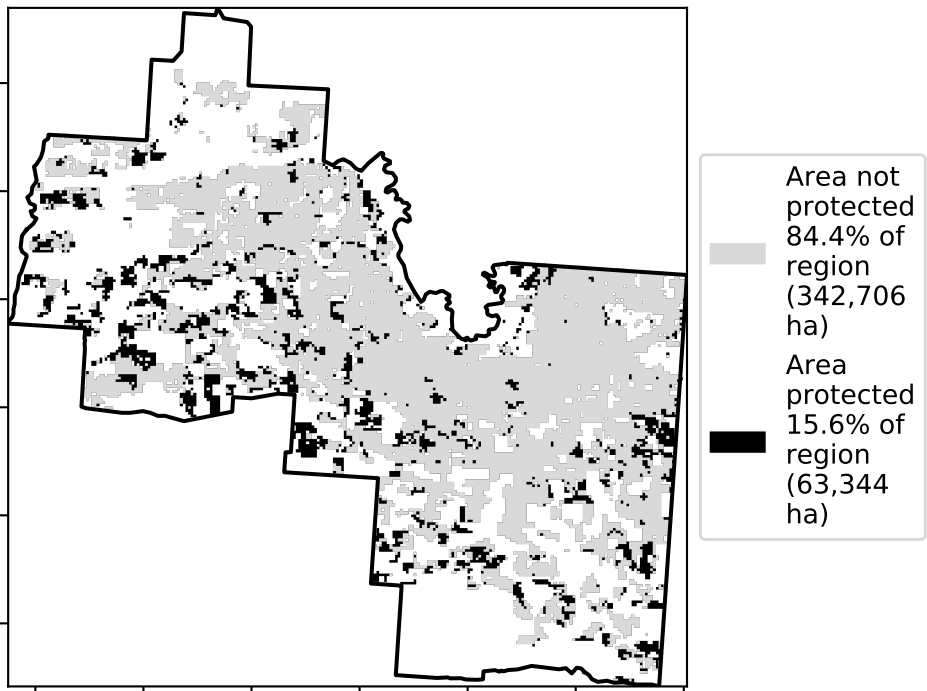 Area not
protected
84.4% of
region
(342,706
ha)
Area
protected
15.6% of
region
(63,344
ha)